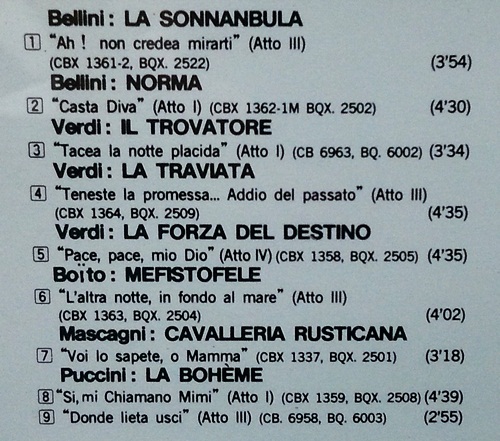 Bellini : LA SONNANBULA
1 "Ah ! non credea mirarti" (Atto III)
(CBX 1361-2, BQX. 2522) (3'54)
Bellini : NORMA
2 "Casta Diva" (Atto I) (CBX 1362-1M BQX. 2502) (4'30)
Verdi : IL TROVATORE
3 "Tacea la notte placida" (Atto I) (CB 6963, BQ. 6002) (3'34)
Verdi : LA TRAVIATA
4 "Teneste la promessa... Addio del passato" (Atto III)
(CBX 1364, BQX. 2509) (4'35)
Verdi : LA FORZA DEL DESTINO
5 "Pace, pace, mio Dio" (Atto IV) (CBX 1358, BQX. 2505) (4'35)
Boïto : MEFISTOFELE
6 "L'altra notte, in fondo al mare" (Atto III)
(CBX 1363, BQX. 2504) (4'02)
Mascagni : CAVALLERIA RUSTICANA
7 "Voi lo sapete, o Mamma" (CBX 1337, BQX. 2501) (3'18)
Puccini : LA BOHÈME
8 "Si, mi Chiamano Mimi" (Atto I) (CBX 1359, BQX. 2508) (4'39)
9 "Donde lieta usci" (Atto III) (CB. 6958, BQ. 6003) (2'55)